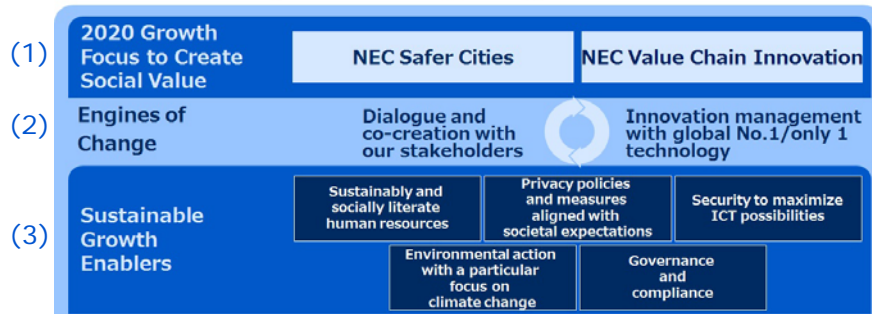 (1)
2020 Growth
Focus to Create
Social Value
NEC Safer Cities
NEC Value Chain Innovation
(2)
Engines of
Change
Dialogue and
co-creation with
our stakeholders
Innovation management
with global No.1/only 1
technology
(3)
Sustainable
Growth
Enablers
Sustainably and
socially literate
human resources
Privacy policies
and measures
aligned with
societal expectations
Security to maximize
ICT possibilities
Environmental action
with a particular
focus on
climate change
Governance
and
compliance